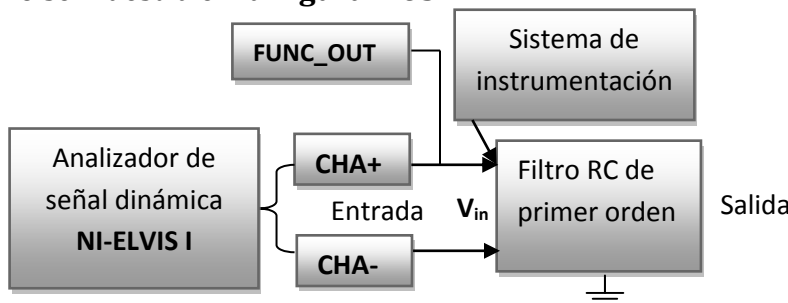 FUNC_OUT
Sistema de
instrumentación
Analizador de
señal dinámica
NI-ELVIS I
CHA+
Entrada
CHA-
Vin
Filtro RC de
primer orden
Salida